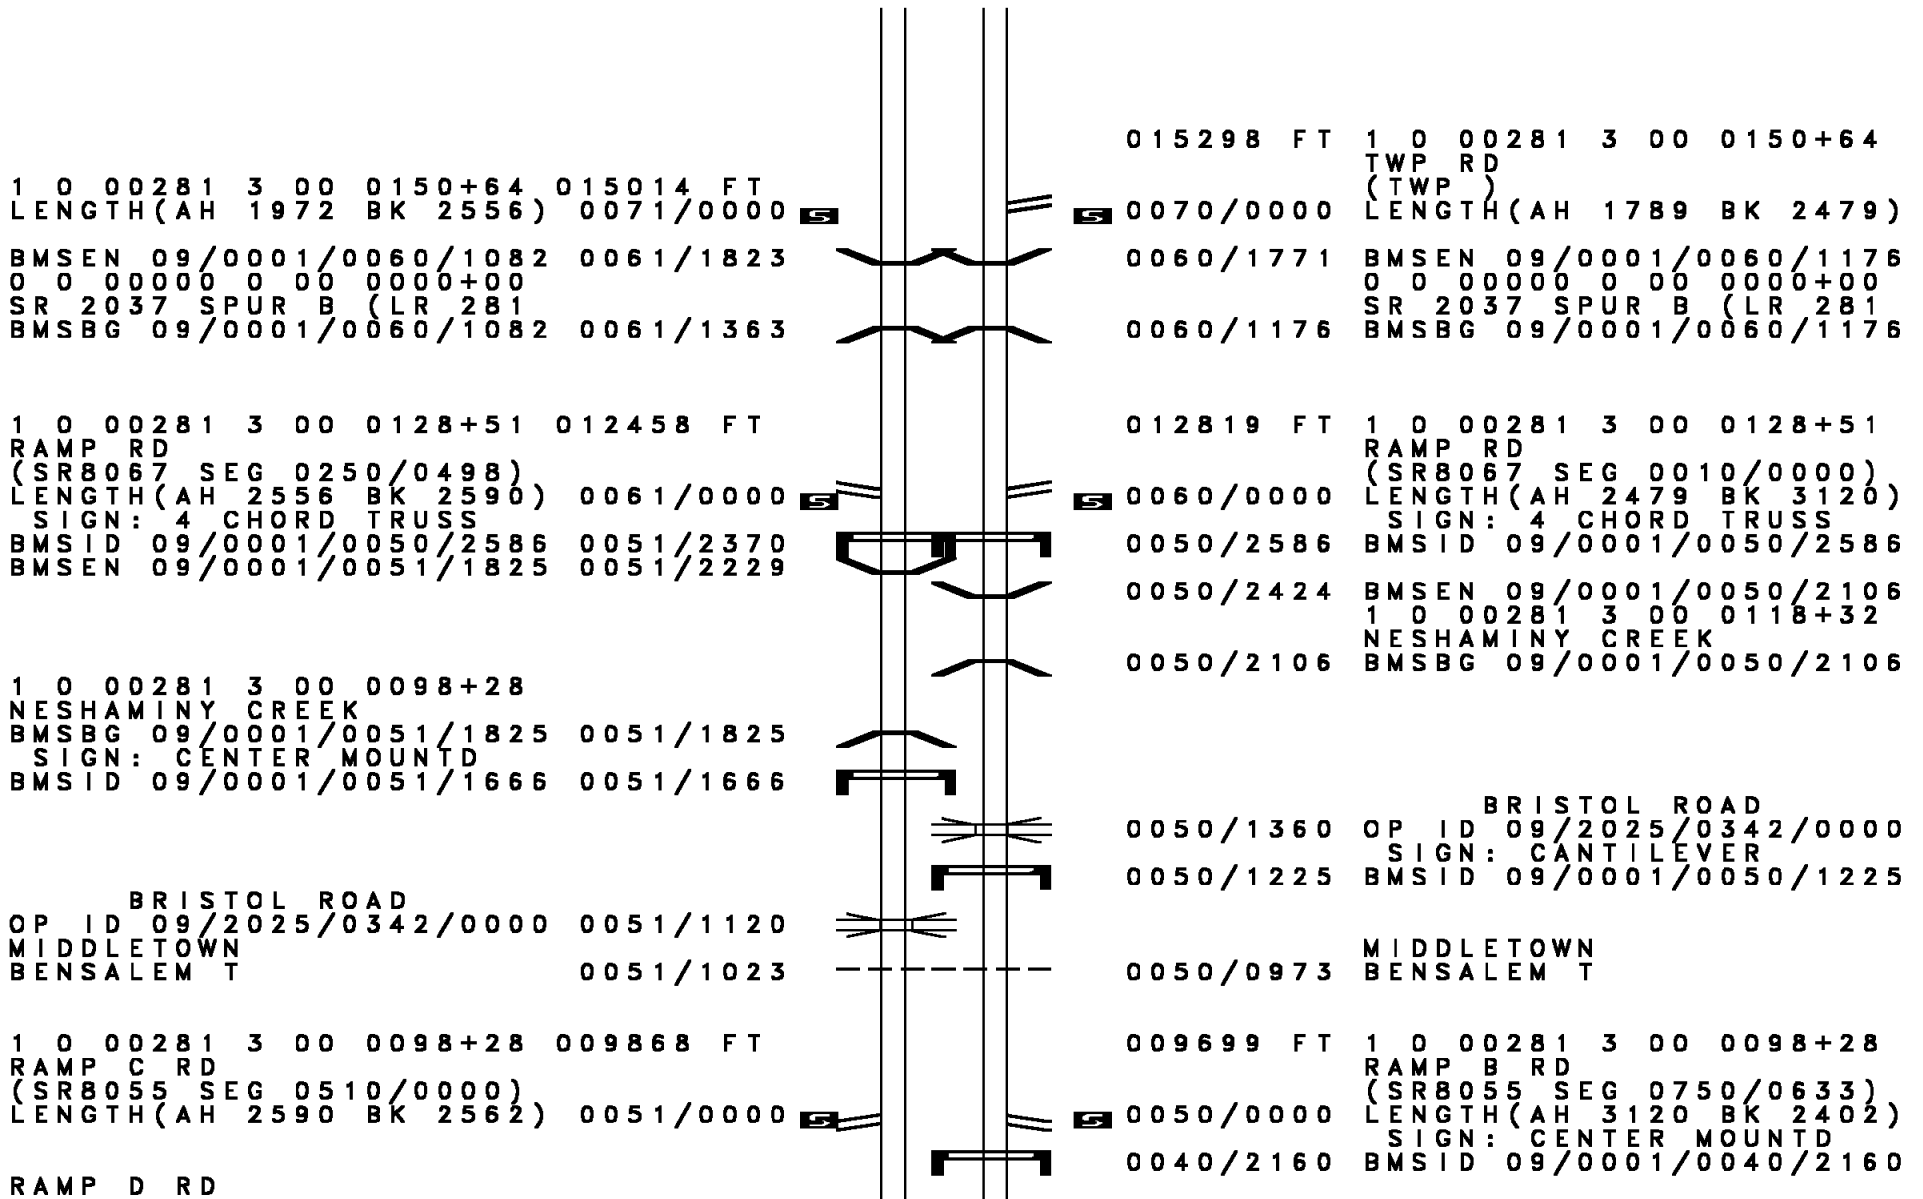 1 0 00281 3 00 0150+64 015014 FT
LENGTH(AH 1972 BK 2556) 0071/0000 S
BMSEN 09/0001/0060/1082 0061/1823
0 0 00000 0 00 0000+00
SR 2037 SPUR B (LR 281
BMSBG 09/0001/0060/1082 0061/1363
1 0 00281 3 00 0128+51 012458 FT
RAMP RD
(SR8067 SEG 0250/0498)
LENGTH(AH 2556 BK 2590) 0061/0000 S
SIGN: 4 CHORD TRUSS
BMSID 09/0001/0050/2586 0051/2370
BMSEN 09/0001/0051/1825 0051/2229
1 0 00281 3 00 0098+28
NESHAMINY CREEK
BMSBG 09/0001/0051/1825 0051/1825
SIGN: CENTER MOUNTD
BMSID 09/0001/0051/1666 0051/1666
BRISTOL ROAD
OP ID 09/2025/0342/0000 0051/1120
MIDDLETOWN
BENSALEM T 0051/1023
1 0 00281 3 00 0098+28 009868 FT
RAMP C RD
(SR8055 SEG 0510/0000)
LENGTH(AH 2590 BK 2562) 0051/0000 S
RAMP D RD
015298 FT 1 0 00281 3 00 0150+64
TWP RD
(TWP )
S 0070/0000 LENGTH(AH 1789 BK 2479)
0060/1771 BMSEN 09/0001/0060/1176
0 0 00000 0 00 0000+00
SR 2037 SPUR B (LR 281
0060/1176 BMSBG 09/0001/0060/1176
012819 FT 1 0 00281 3 00 0128+51
RAMP RD
(SR8067 SEG 0010/0000)
S 0060/0000 LENGTH(AH 2479 BK 3120)
SIGN: 4 CHORD TRUSS
0050/2586 BMSID 09/0001/0050/2586
0050/2424 BMSEN 09/0001/0050/2106
1 0 00281 3 00 0118+32
NESHAMINY CREEK
0050/2106 BMSBG 09/0001/0050/2106
BRISTOL ROAD
0050/1360 OP ID 09/2025/0342/0000
SIGN: CANTILEVER
0050/1225 BMSID 09/0001/0050/1225
MIDDLETOWN
0050/0973 BENSALEM T
009699 FT 1 0 00281 3 00 0098+28
RAMP B RD
(SR8055 SEG 0750/0633)
S 0050/0000 LENGTH(AH 3120 BK 2402)
SIGN: CENTER MOUNTD
0040/2160 BMSID 09/0001/0040/2160